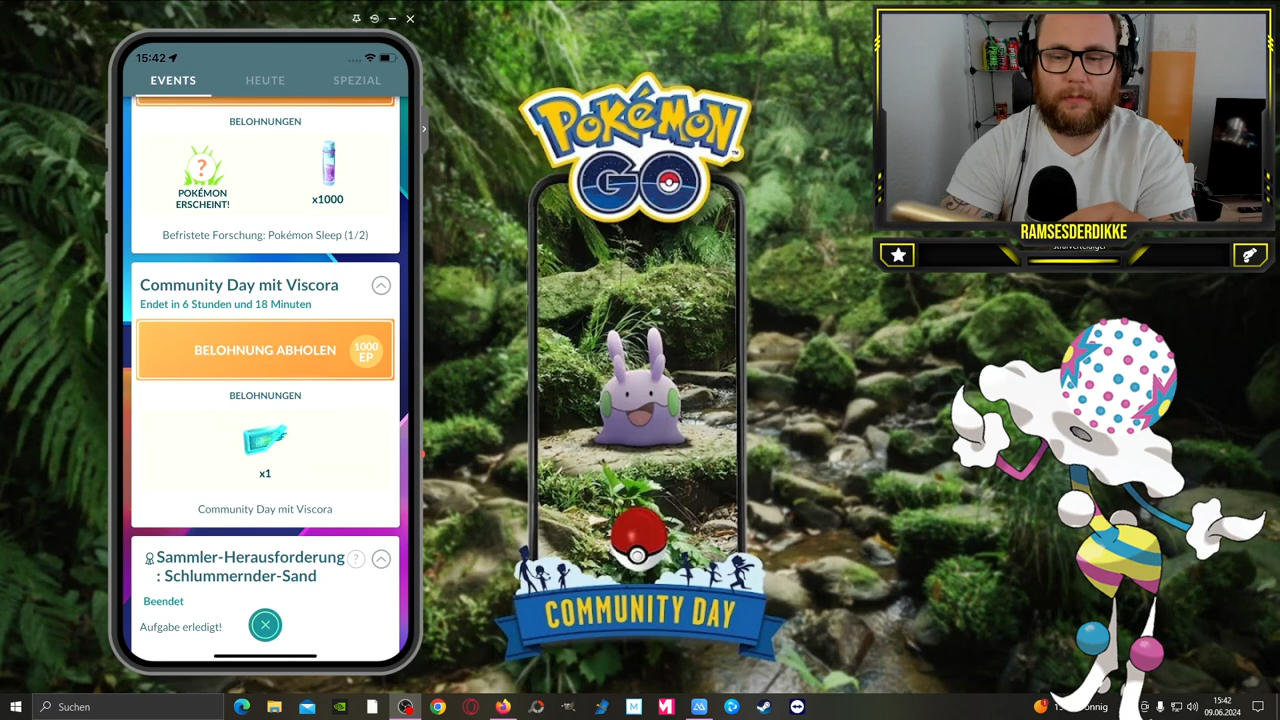 15:42
EVENTS
HEUTE
SPEZIAL
BELOHNUNGEN
?
POKÉMON
ERSCHEINT!
x1000
Befristete Forschung: Pokémon Sleep (1/2)
Community Day mit Viscora
Endet in 6 Stunden und 18 Minuten
BELOHNUNG ABHOLEN
1000
EP
BELOHNUNGEN
x1
Community Day mit Viscora
Sammler-Herausforderung
: Schlummernder-Sand
?
Beendet
Aufgabe erledigt!
POKÉMON
GO
COMMUNITY DAY
RAMSESDERDIKKE
Suchen
15:42
09.06.2024